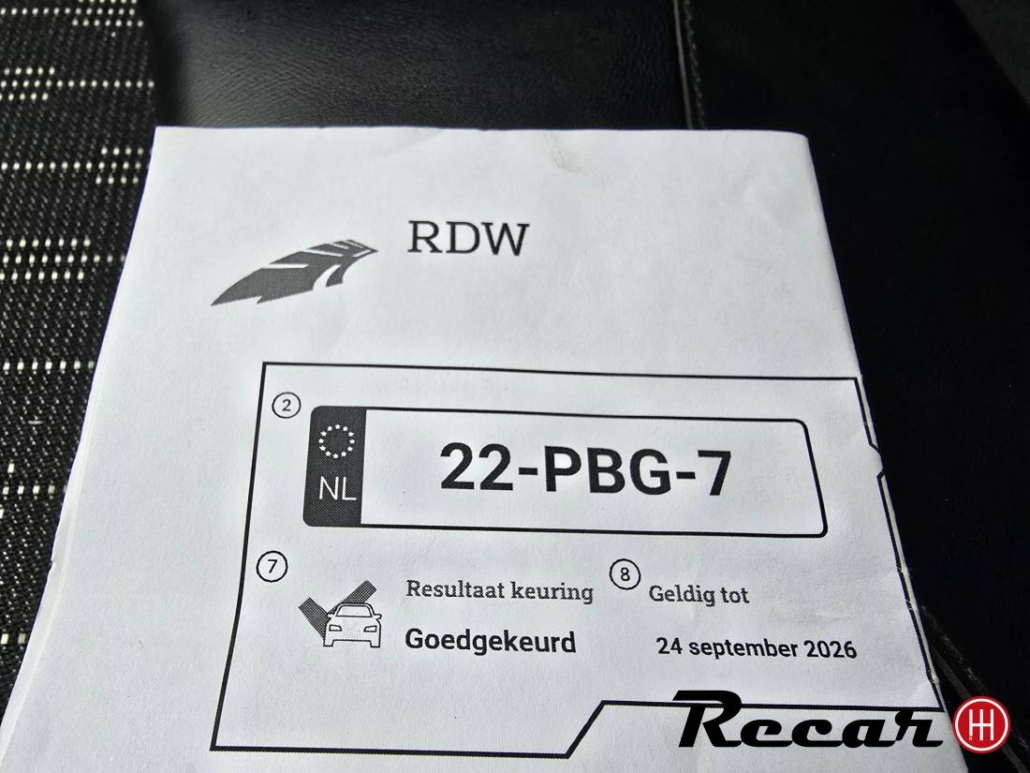 RDW
2
NL
22-PBG-7
7
Resultaat keuring
Goedgekeurd
8
Geldig tot
24 september 2026
Recar